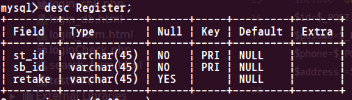 mysql> desc Register;
+--------+-------------+------+-----+---------+-------+
| Field | Type | Null | Key | Default | Extra |
+--------+-------------+------+-----+---------+-------+
| st_id | varchar(45) | NO | PRI | NULL | |
| sb_id | varchar(45) | NO | PRI | NULL | |
| retake | varchar(45) | YES | | NULL | |
+--------+-------------+------+-----+---------+-------+